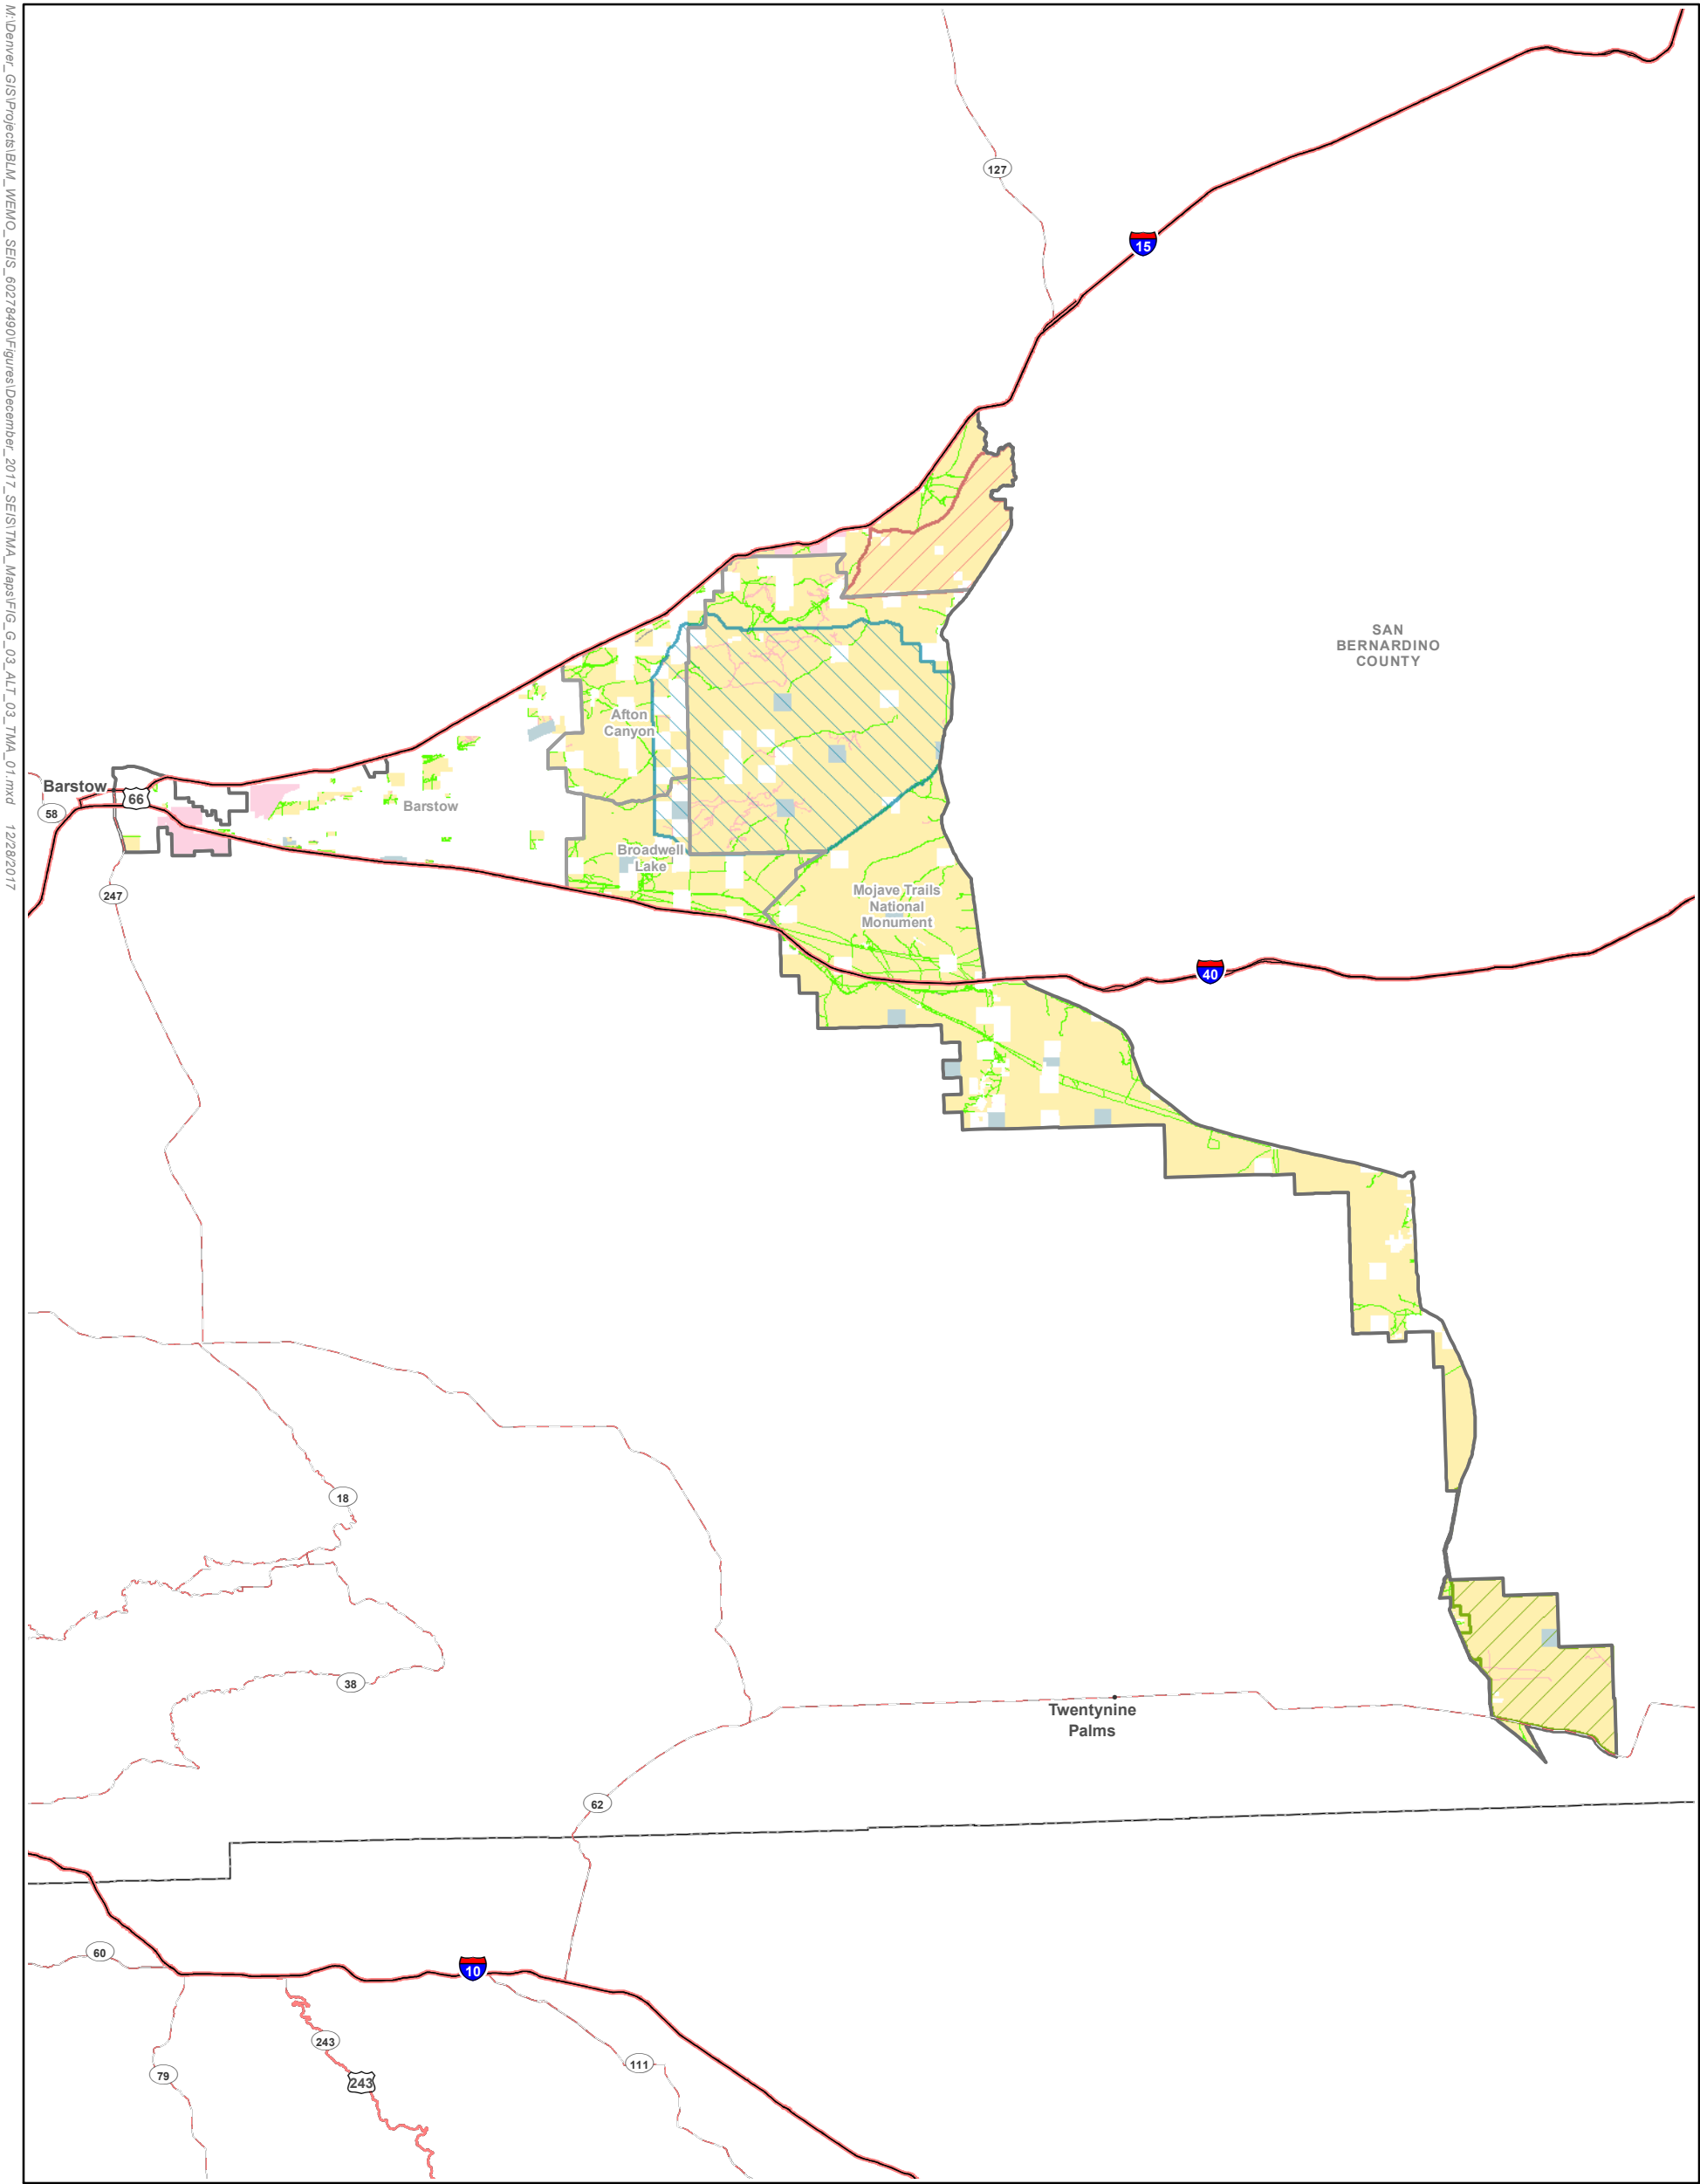 M:\Denver_GIS\Projects\BLM_WEMO_SEIS_60278490\Figures\December_2017_SEIS\TMA_Maps\FIG_G_03_ALT_03_TMA_01.mxd 12/28/2017
127
15
SAN
BERNARDINO
COUNTY
Afton
Canyon
Barstow
66
58
Barstow
Broadwell
Lake
247
Mojave Trails
National
Monument
40
18
38
Twentynine
Palms
62
60
10
243
79
243
111